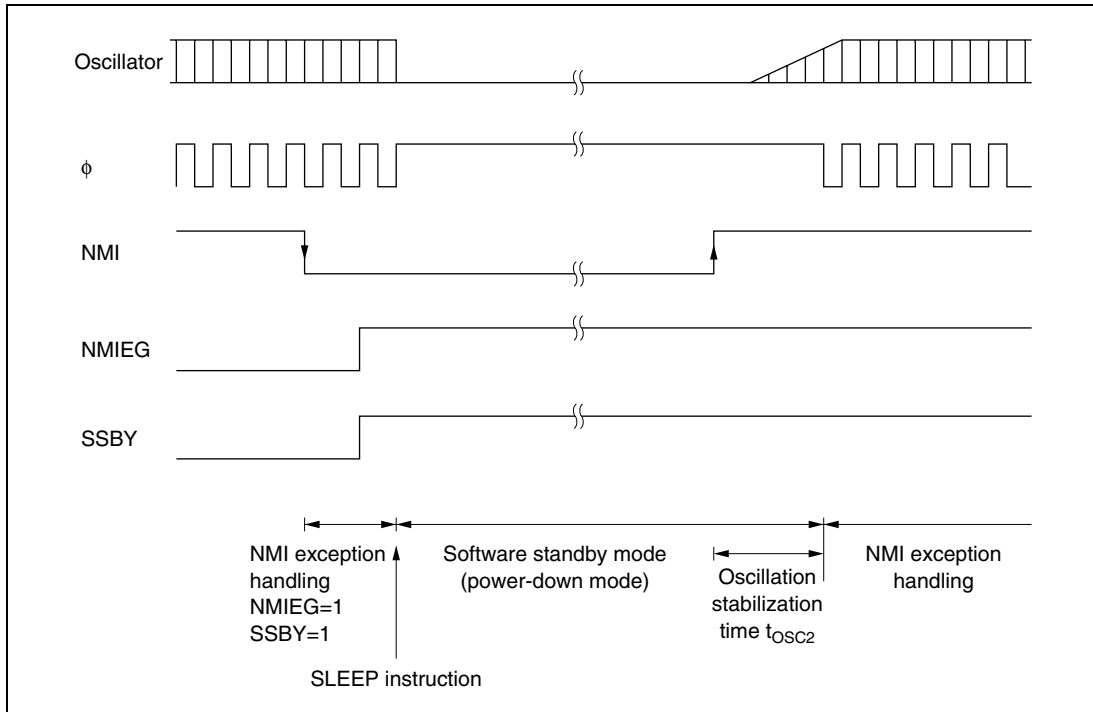 Oscillator
ϕ
NMI
NMIEG
SSBY
NMI exception
handling
NMIEG=1
SSBY=1
Software standby mode
(power-down mode)
Oscillation
stabilization
time tOSC2
NMI exception
handling
SLEEP instruction